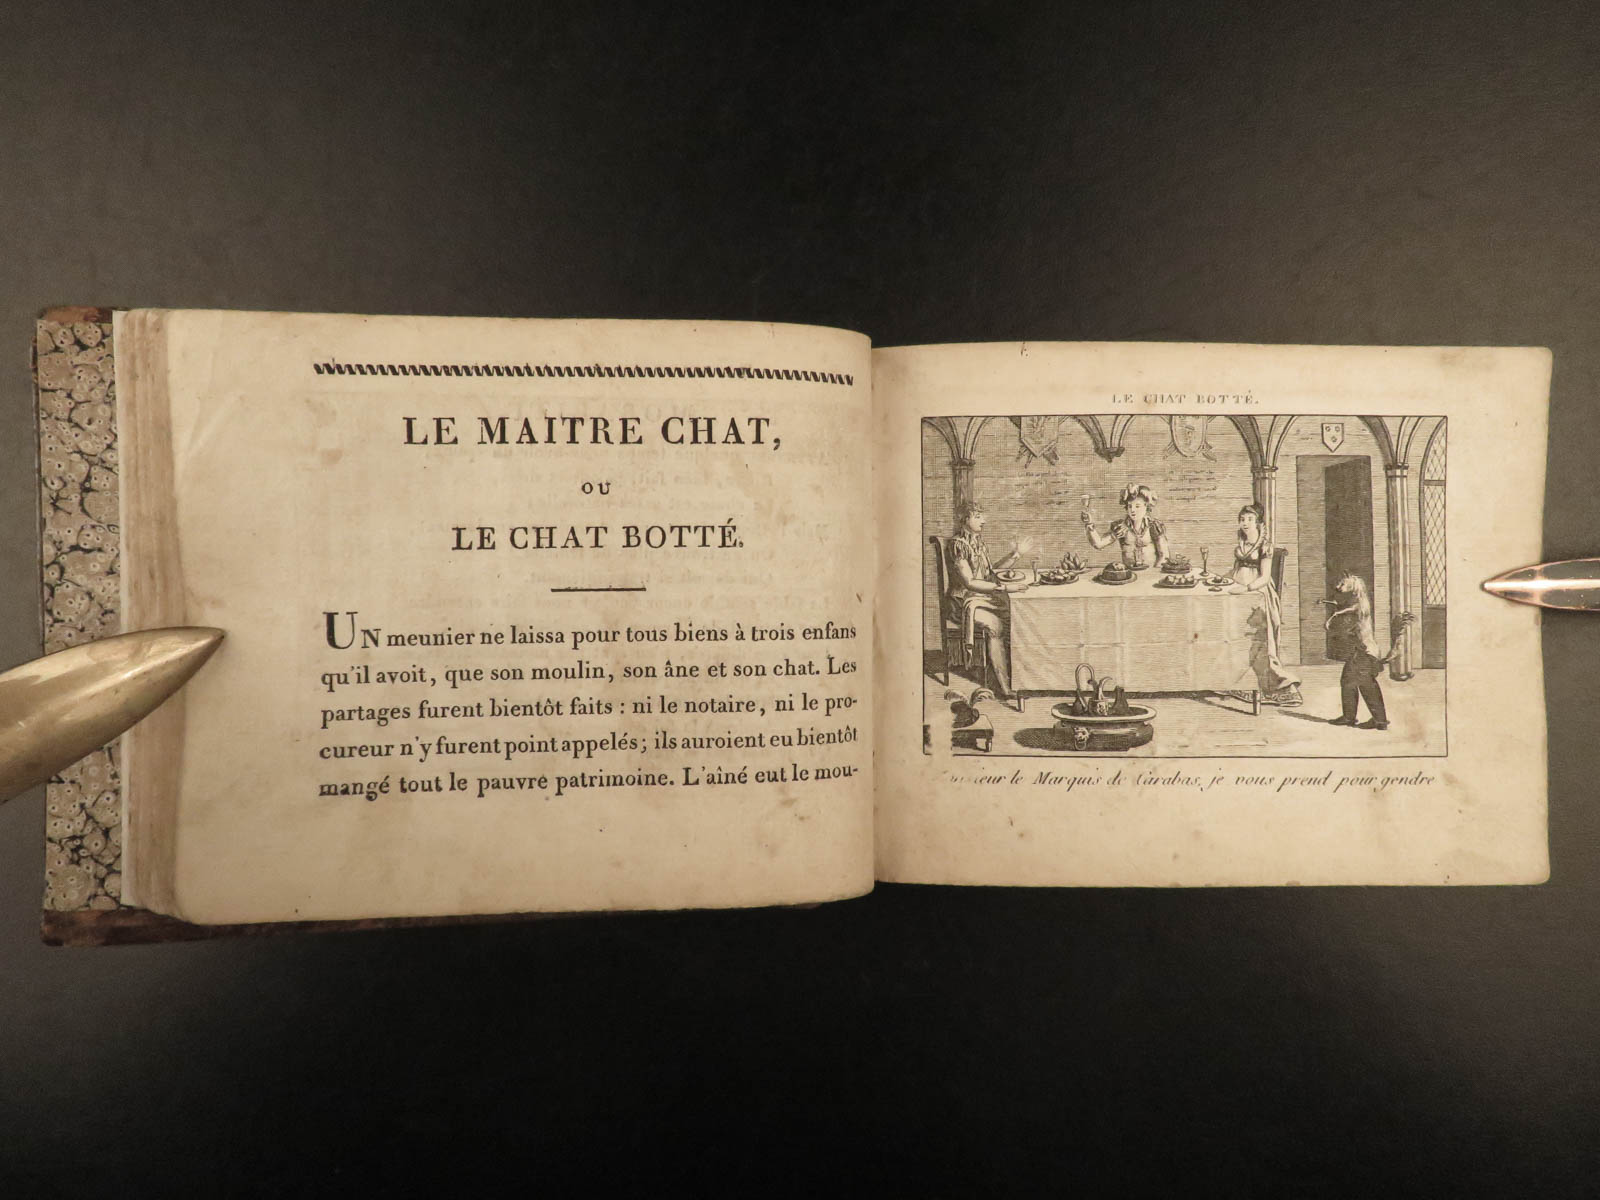 LE MAITRE CHAT,
OU
LE CHAT BOTTÉ.
UN meunier ne laissa pour tous biens à trois enfans
qu'il avoit, que son moulin, son âne et son chat. Les
partages furent bientôt faits : ni le notaire, ni le pro-
cureur n'y furent point appelés; ils auroient eu bientôt
mangé tout le pauvre patrimoine. L'aîné eut le mou-
LE CHAT BOTTÉ.
le Marquis de Carabas, je vous prend pour gendre